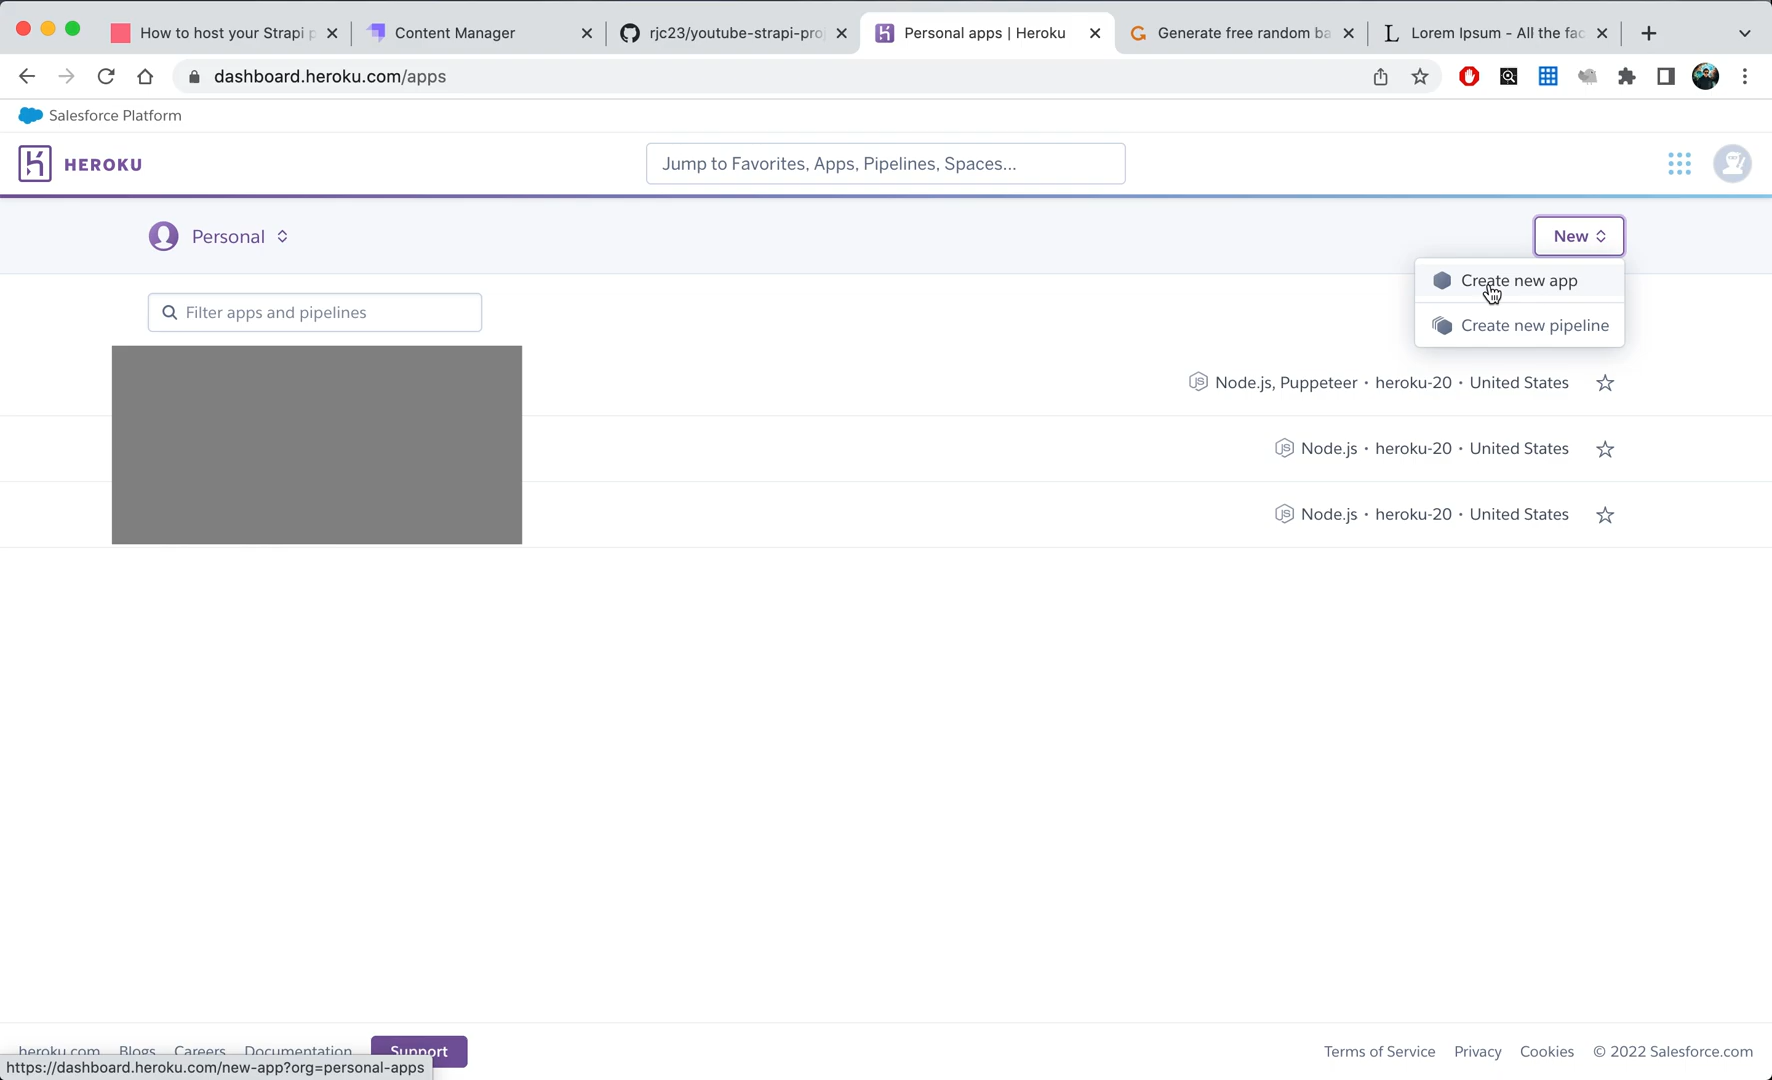 How to host your Strapi p
Content Manager
rjc23/youtube-strapi-pro
Personal apps | Heroku
Generate free random ba
Lorem Ipsum - All the fac
dashboard.heroku.com/apps
Salesforce Platform
HEROKU
Jump to Favorites, Apps, Pipelines, Spaces...
Personal
New
Create new app
Create new pipeline
Filter apps and pipelines
Node.js, Puppeteer • heroku-20 • United States
Node.js • heroku-20 • United States
Node.js • heroku-20 • United States
heroku.com Blogs Careers Documentation Support
Terms of Service Privacy Cookies © 2022 Salesforce.com
https://dashboard.heroku.com/new-app?org=personal-apps